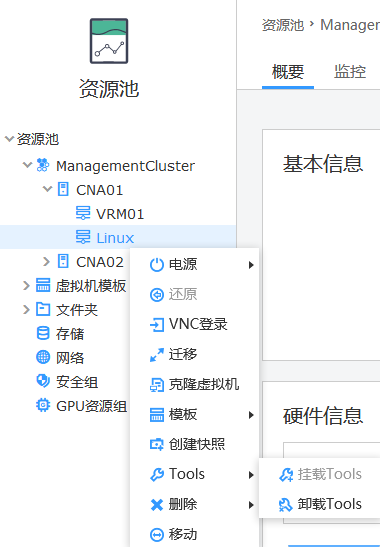 资源池
资源池 › Managem
概要 监控
资源池
ManagementCluster
CNA01
VRM01
Linux
CNA02
虚拟机模板
文件夹
存储
网络
安全组
GPU资源组
基本信息
硬件信息
电源
还原
VNC登录
迁移
克隆虚拟机
模板
创建快照
Tools
删除
移动
挂载Tools
卸载Tools